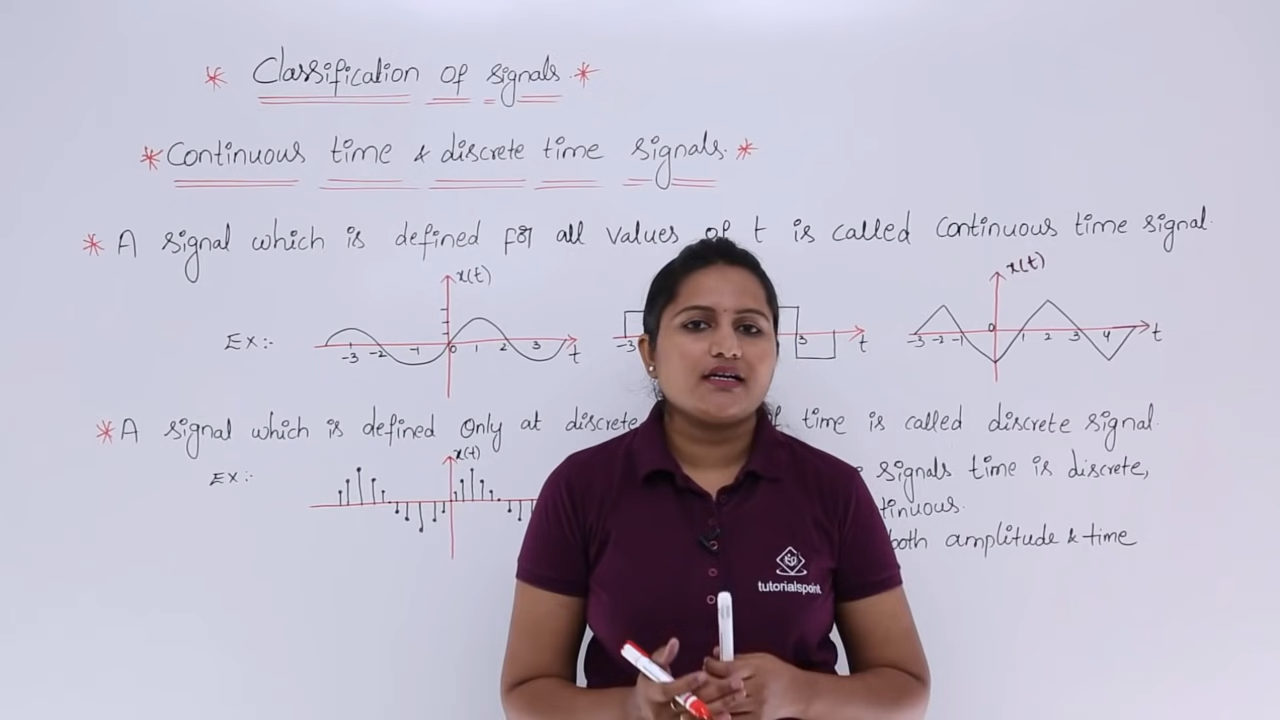 * Classification of signals. *
* Continuous time & discrete time signals. *
* A signal which is defined for all values of t is called continuous time signal.
Ex:- x(t) -3 -2 -1 0 1 2 3 t
-3 3 t
x(t) -3 -2 -1 0 1 2 3 4 t
* A signal which is defined only at discrete time is called discrete signal.
Ex:- x(t)
signals time is discrete,
both amplitude & time
tutorialspoint